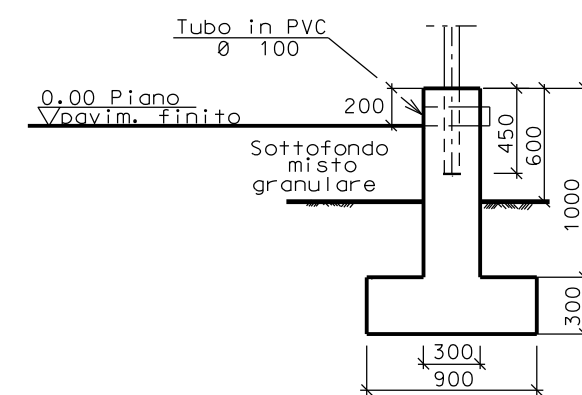 Tubo in PVC
Ø 100
0.00 Piano
pavim. finito
200
Sottofondo
misto
granulare
450
600
1000
300
300
900